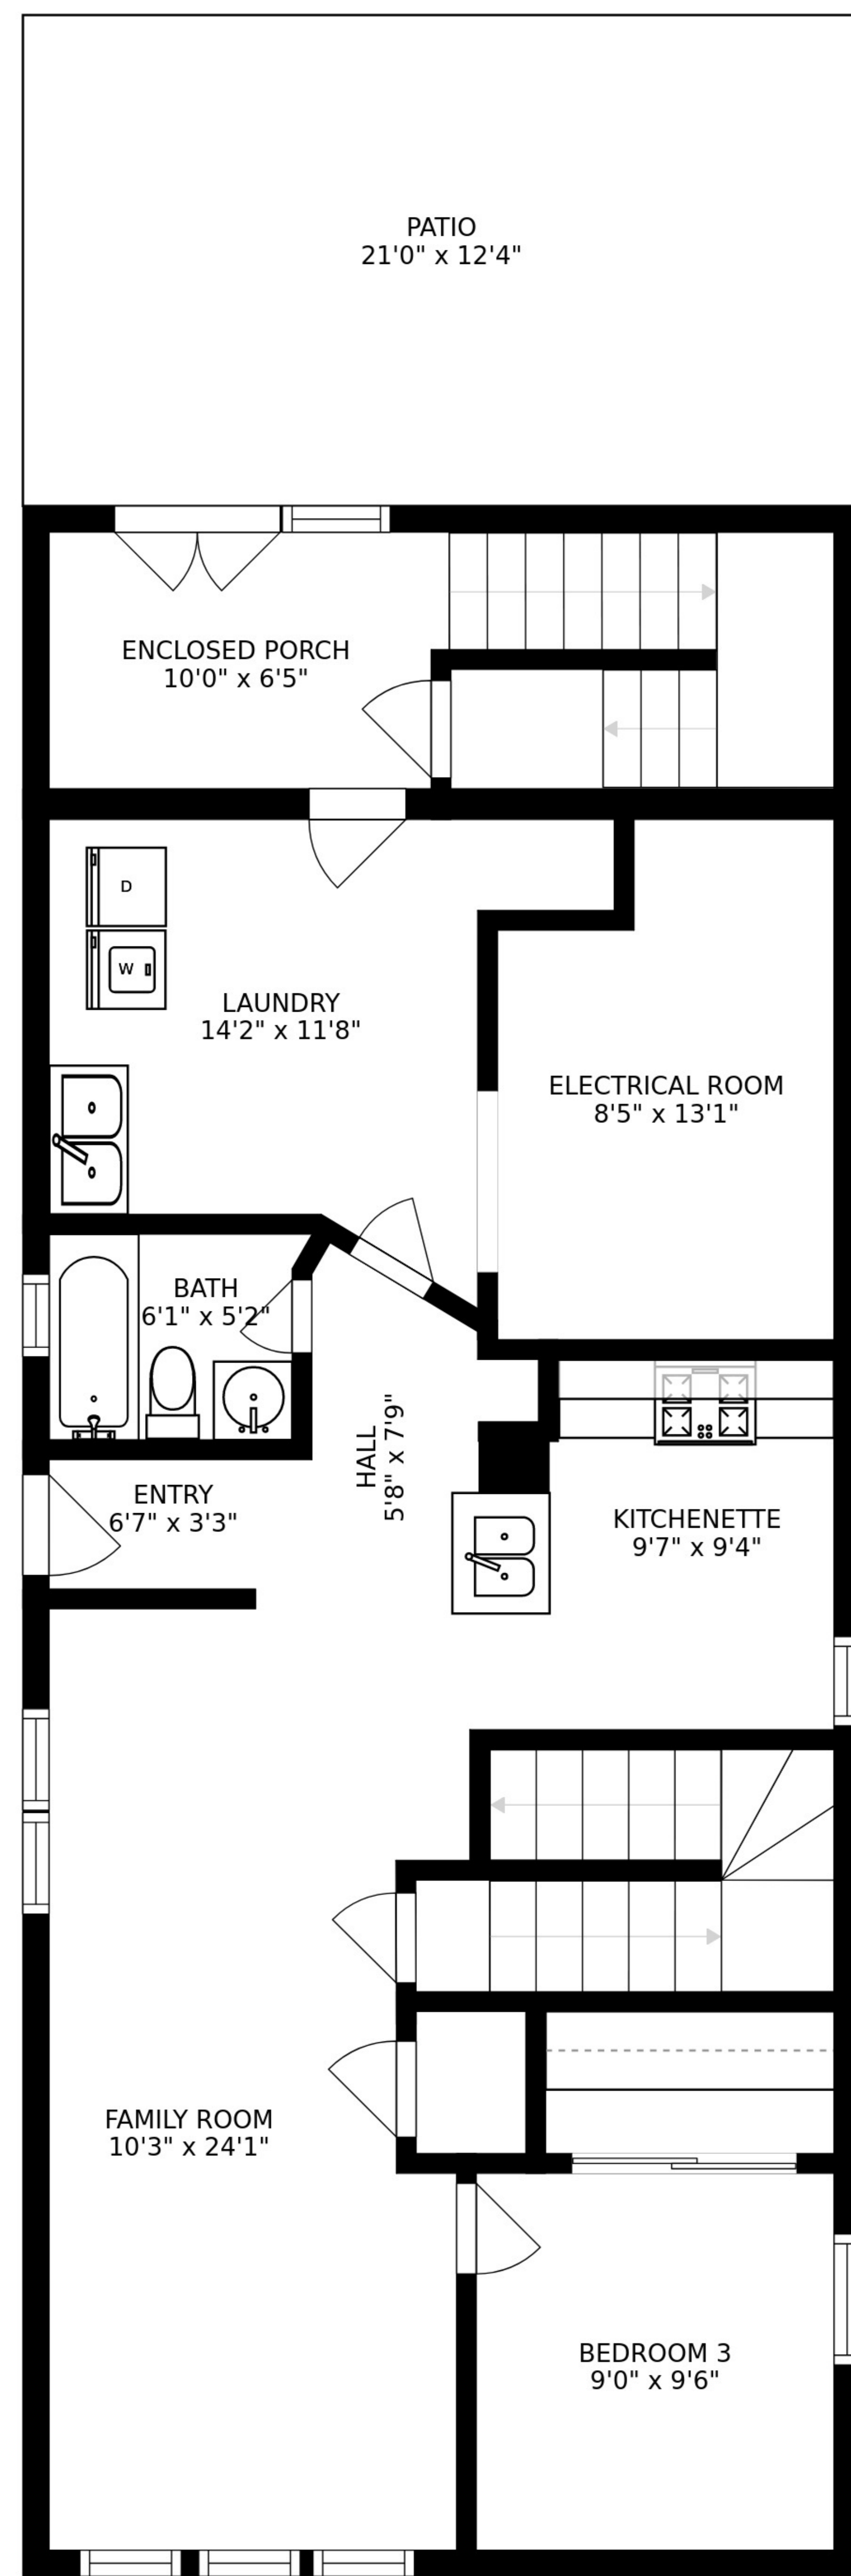 PATIO
21'0" x 12'4"
ENCLOSED PORCH
10'0" x 6'5"
D
W
LAUNDRY
14'2" x 11'8"
ELECTRICAL ROOM
8'5" x 13'1"
BATH
6'1" x 5'2"
HALL
5'8" x 7'9"
ENTRY
6'7" x 3'3"
KITCHENETTE
9'7" x 9'4"
FAMILY ROOM
10'3" x 24'1"
BEDROOM 3
9'0" x 9'6"